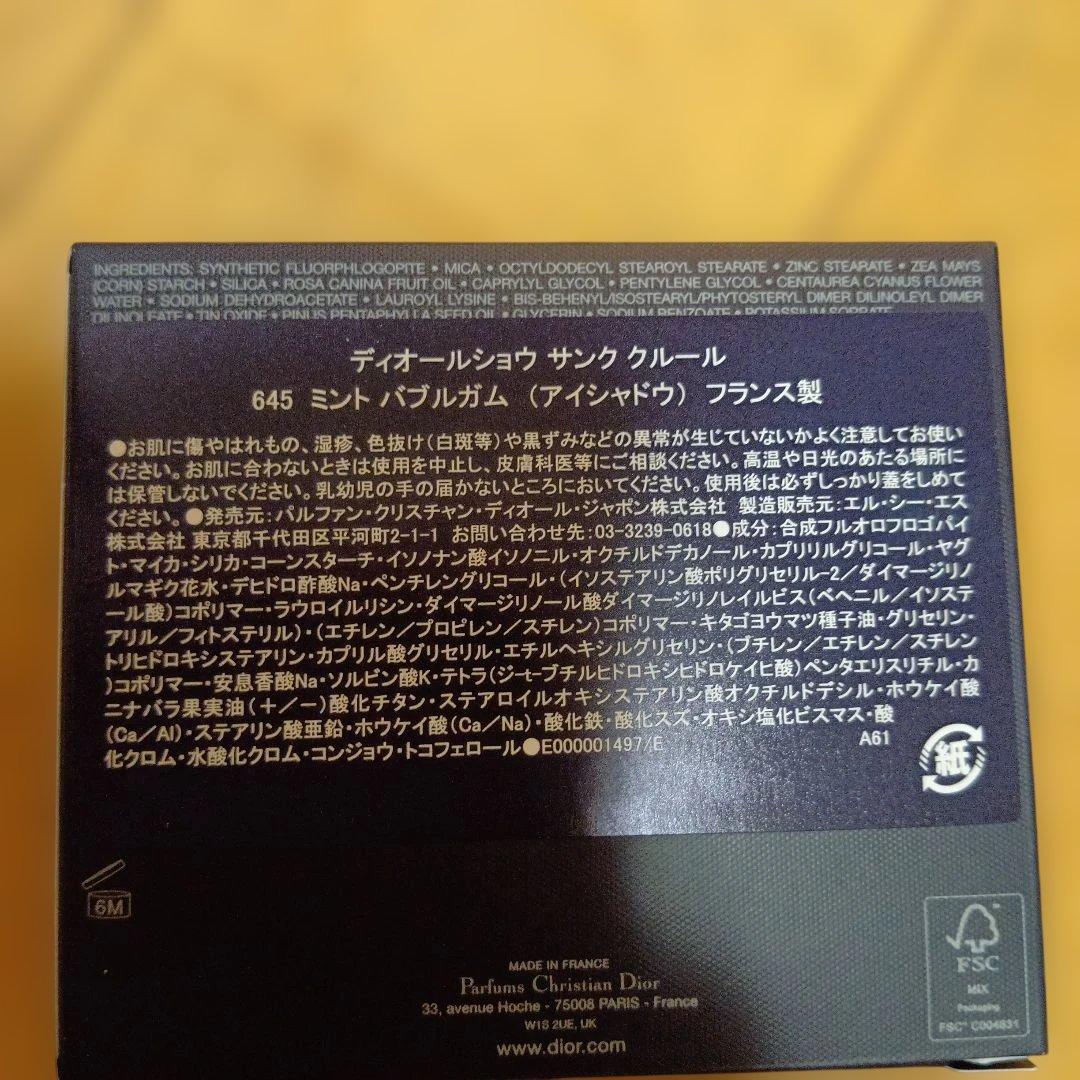 INGREDIENTS: SYNTHETIC FLUORPHLOGOPITE • MICA • OCTYLDODECYL STEAROYL STEARATE • ZINC STEARATE • ZEA MAYS
(CORN) STARCH • SILICA • ROSA CANINA FRUIT OIL • CAPRYLYL GLYCOL • PENTYLENE GLYCOL • CENTAUREA CYANUS FLOWER
WATER • SODIUM DEHYDROACETATE • LAUROYL LYSINE • BIS-BEHENYL/ISOSTEARYL/PHYTOSTERYL DIMER DILINOLEYL DIMER
DILINOLEATE • TIN OXIDE • PINUS PENTAPHYLLA SEED OIL • GLYCERIN • SODIUM BENZOATE • POTASSIUM SORBATE
ディオールショウ サンク クルール
645 ミント バブルガム (アイシャドウ) フランス製
●お肌に傷やはれもの、湿疹、色抜け(白斑等)や黒ずみなどの異常が生じていないかよく注意してお使い
ください。お肌に合わないときは使用を中止し、皮膚科医等にご相談ください。高温や日光のあたる場所に
は保管しないでください。乳幼児の手の届かないところにおいてください。使用後は必ずしっかり蓋をしめて
ください。●発売元:パルファン・クリスチャン・ディオール・ジャポン株式会社 製造販売元:エル・シー・エス
株式会社 東京都千代田区平河町2-1-1 お問い合わせ先:03-3239-0618●成分:合成フルオロフロゴパイ
ト・マイカ・シリカ・コーンスターチ・イソノナン酸イソノニル・オクチルドデカノール・カプリリルグリコール・ヤグ
ルマギク花水・デヒドロ酢酸Na・ペンチレングリコール・(イソステアリン酸ポリグリセリル-2/ダイマージリノ
ール酸)コポリマー・ラウロイルリシン・ダイマージリノール酸ダイマージリノレイルビス(ベヘニル/イソステ
アリル/フィトステリル)・(エチレン/プロピレン/スチレン)コポリマー・キタゴヨウマツ種子油・グリセリン・
トリヒドロキシステアリン・カプリル酸グリセリル・エチルヘキシルグリセリン・(ブチレン/エチレン/スチレン
)コポリマー・安息香酸Na・ソルビン酸K・テトラ(ジ-t-ブチルヒドロキシヒドロケイヒ酸)ペンタエリスリチル・カ
ニナバラ果実油(+/-)酸化チタン・ステアロイルオキシステアリン酸オクチルドデシル・ホウケイ酸
(Ca/Al)・ステアリン酸亜鉛・ホウケイ酸(Ca/Na)・酸化鉄・酸化スズ・オキシ塩化ビスマス・酸
化クロム・水酸化クロム・コンジョウ・トコフェロール●E000001497/E
A61
紙
6M
MADE IN FRANCE
Parfums Christian Dior
33, avenue Hoche - 75008 PARIS - France
W1S 2UE, UK
www.dior.com
FSC
MIX
Packaging
FSC™ C004831